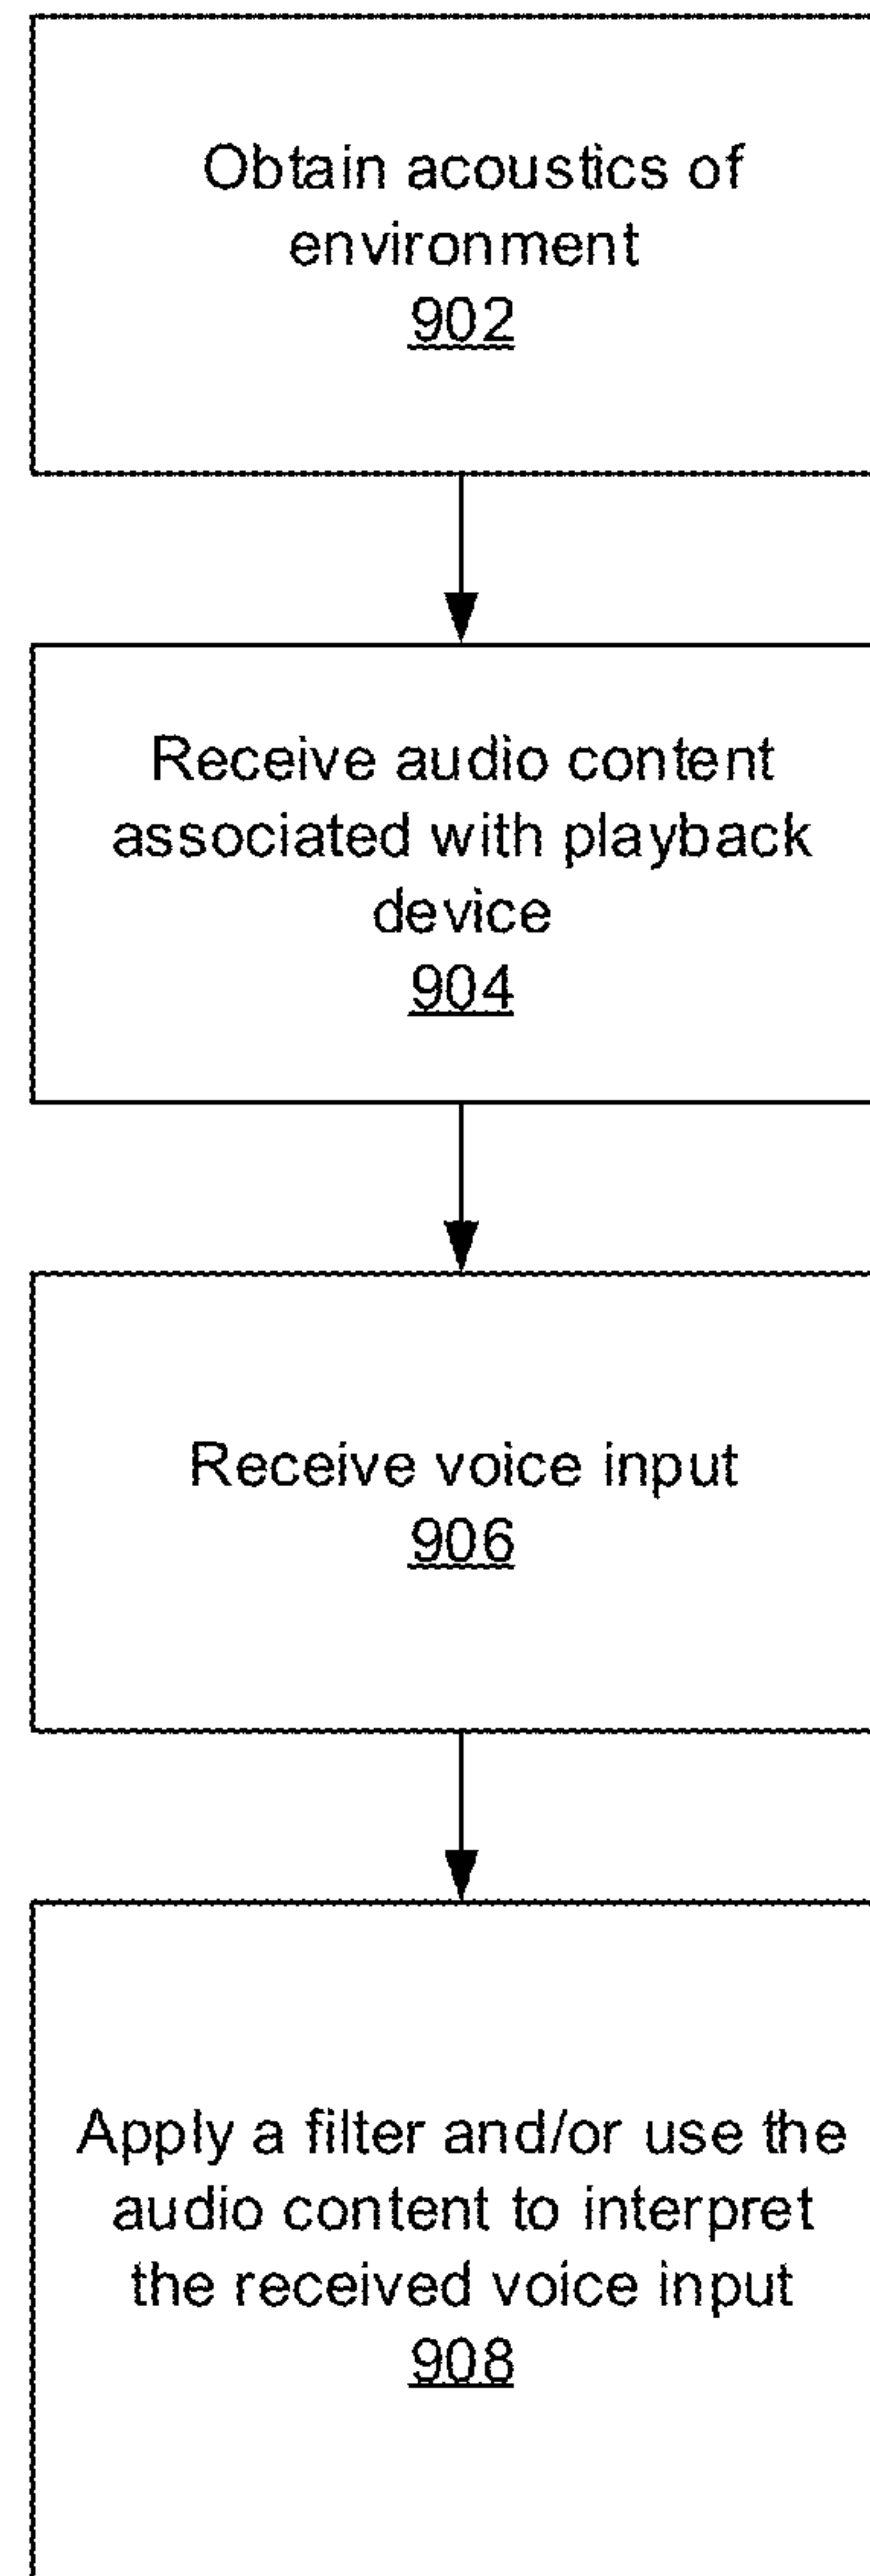 Obtain acoustics of
environment
902
Receive audio content
associated with playback
device
904
Receive voice input
906
Apply a filter and/or use the
audio content to interpret
the received voice input
908